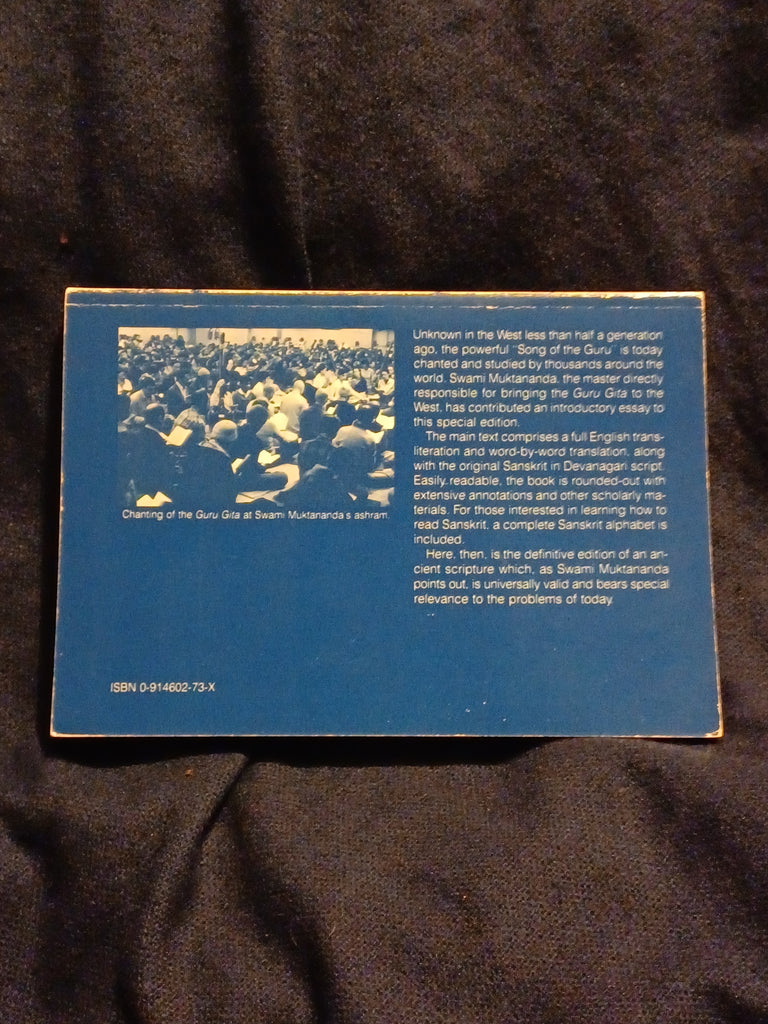 Unknown in the West less than half a generation
ago, the powerful "Song of the Guru" is today
chanted and studied by thousands around the
world. Swami Muktananda, the master directly
responsible for bringing the Guru Gita to the
West, has contributed an introductory essay to
this special edition.
The main text comprises a full English trans-
literation and word-by-word translation, along
with the original Sanskrit in Devanagari script.
Easily readable, the book is rounded-out with
extensive annotations and other scholarly ma-
terials. For those interested in learning how to
read Sanskrit, a complete Sanskrit alphabet is
included.
Here, then, is the definitive edition of an an-
cient scripture which, as Swami Muktananda
points out, is universally valid and bears special
relevance to the problems of today.
Chanting of the Guru Gita at Swami Muktananda's ashram.
ISBN 0-914602-73-X